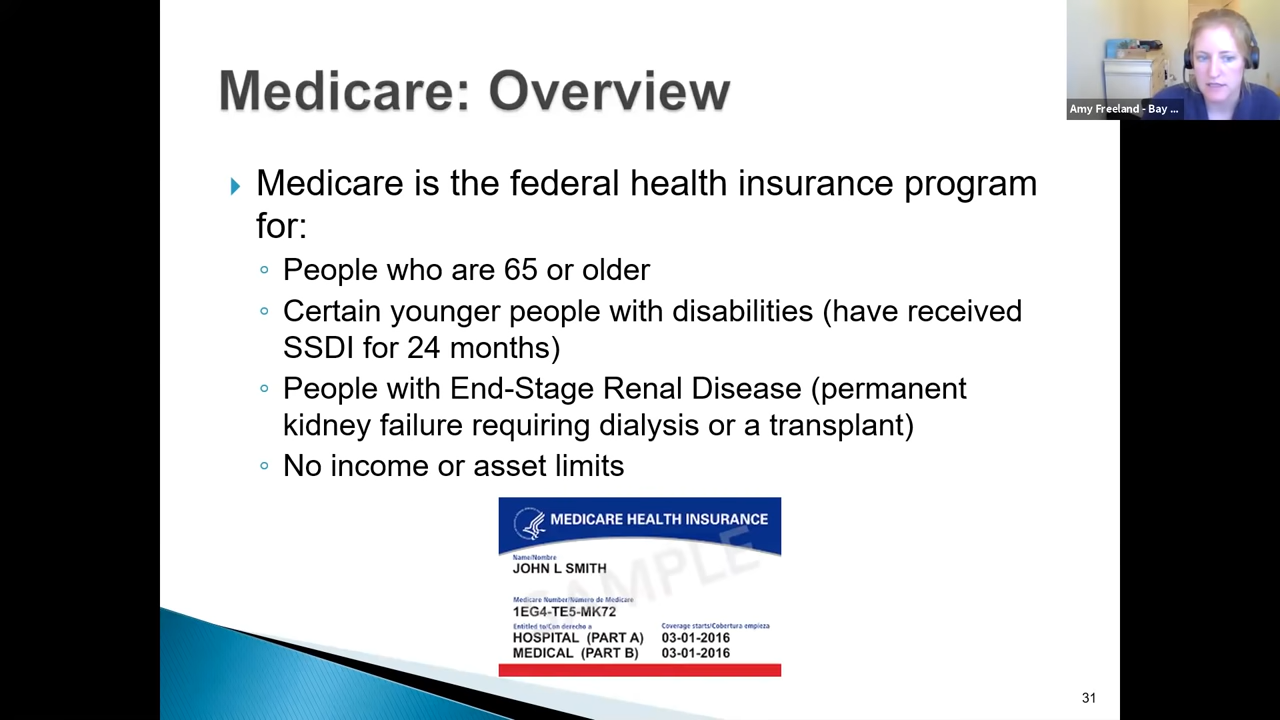 Medicare: Overview
Amy Freeland - Bay ...
Medicare is the federal health insurance program
for:
People who are 65 or older
Certain younger people with disabilities (have received
SSDI for 24 months)
People with End-Stage Renal Disease (permanent
kidney failure requiring dialysis or a transplant)
No income or asset limits
MEDICARE HEALTH INSURANCE
SAMPLE
Name/Nombre
JOHN L SMITH
Medicare Number/Número de Medicare
1EG4-TE5-MK72
Entitled to/Con derecho a
Coverage starts/Cobertura empieza
HOSPITAL (PART A) 03-01-2016
MEDICAL (PART B) 03-01-2016
31